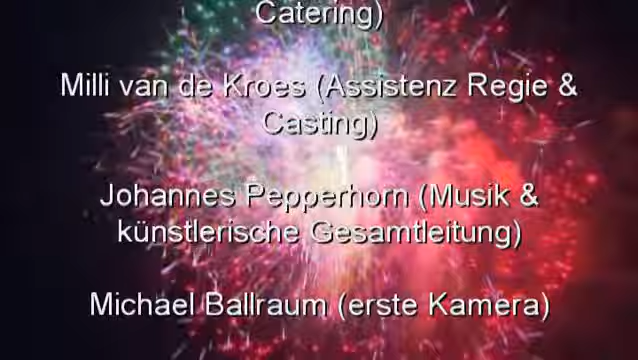 Catering)
Milli van de Kroes (Assistenz Regie &
Casting)
Johannes Pepperhorn (Musik &
künstlerische Gesamtleitung)
Michael Ballraum (erste Kamera)